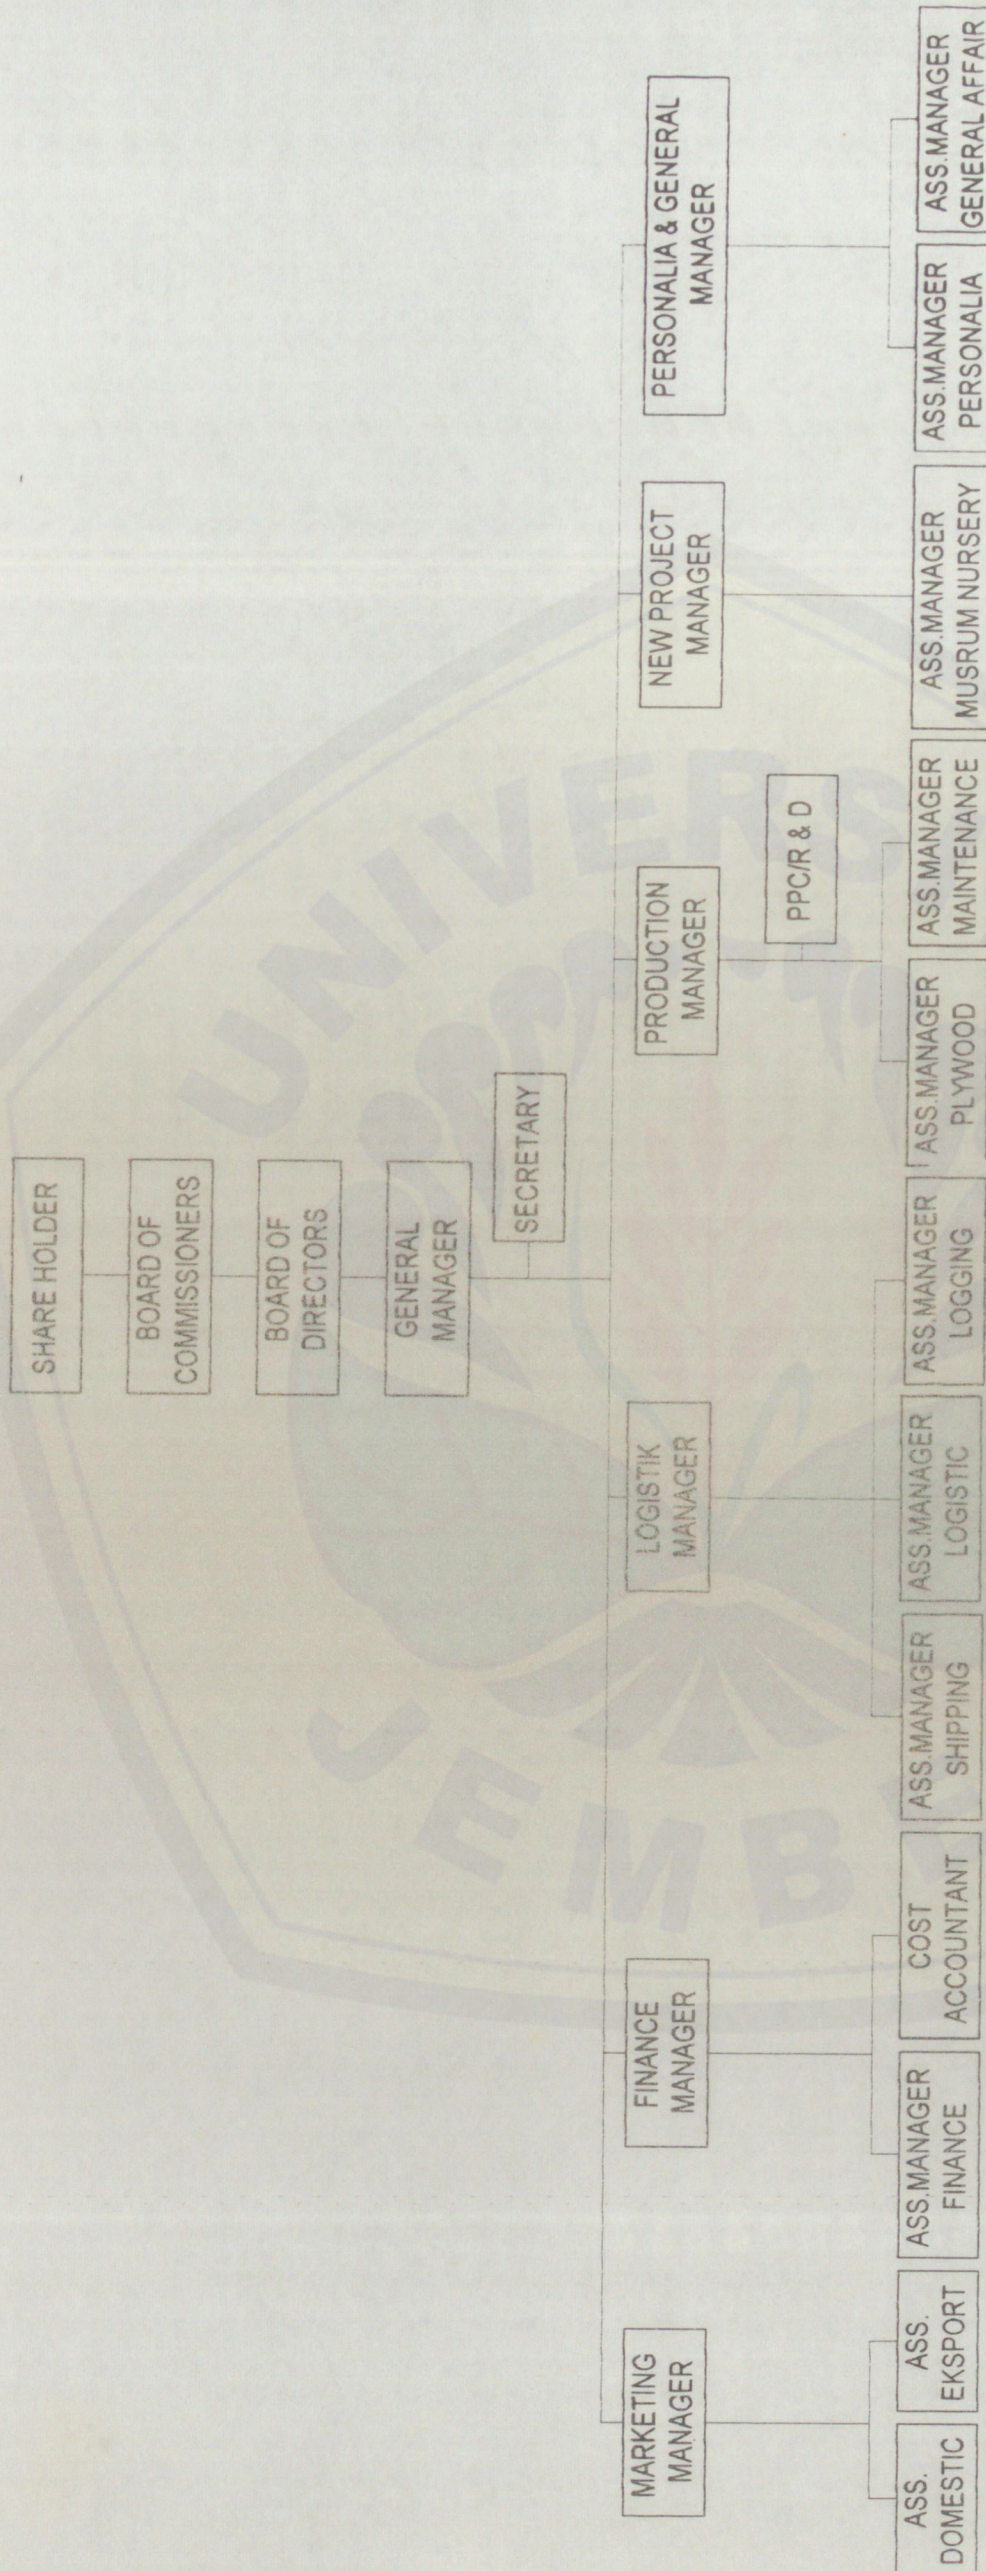 SHARE HOLDER
BOARD OF
COMMISSIONERS
BOARD OF
DIRECTORS
GENERAL
MANAGER
SECRETARY
MARKETING
MANAGER
FINANCE
MANAGER
LOGISTIK
MANAGER
PRODUCTION
MANAGER
NEW PROJECT
MANAGER
PERSONALIA & GENERAL
MANAGER
PPC/R & D
ASS.
DOMESTIC
ASS.
EKSPORT
ASS.MANAGER
FINANCE
COST
ACCOUNTANT
ASS.MANAGER
SHIPPING
ASS.MANAGER
LOGISTIC
ASS.MANAGER
LOGGING
ASS.MANAGER
PLYWOOD
ASS.MANAGER
MAINTENANCE
ASS.MANAGER
MUSRUM NURSERY
ASS.MANAGER
PERSONALIA
ASS.MANAGER
GENERAL AFFAIR
UNIVERS
JEMB